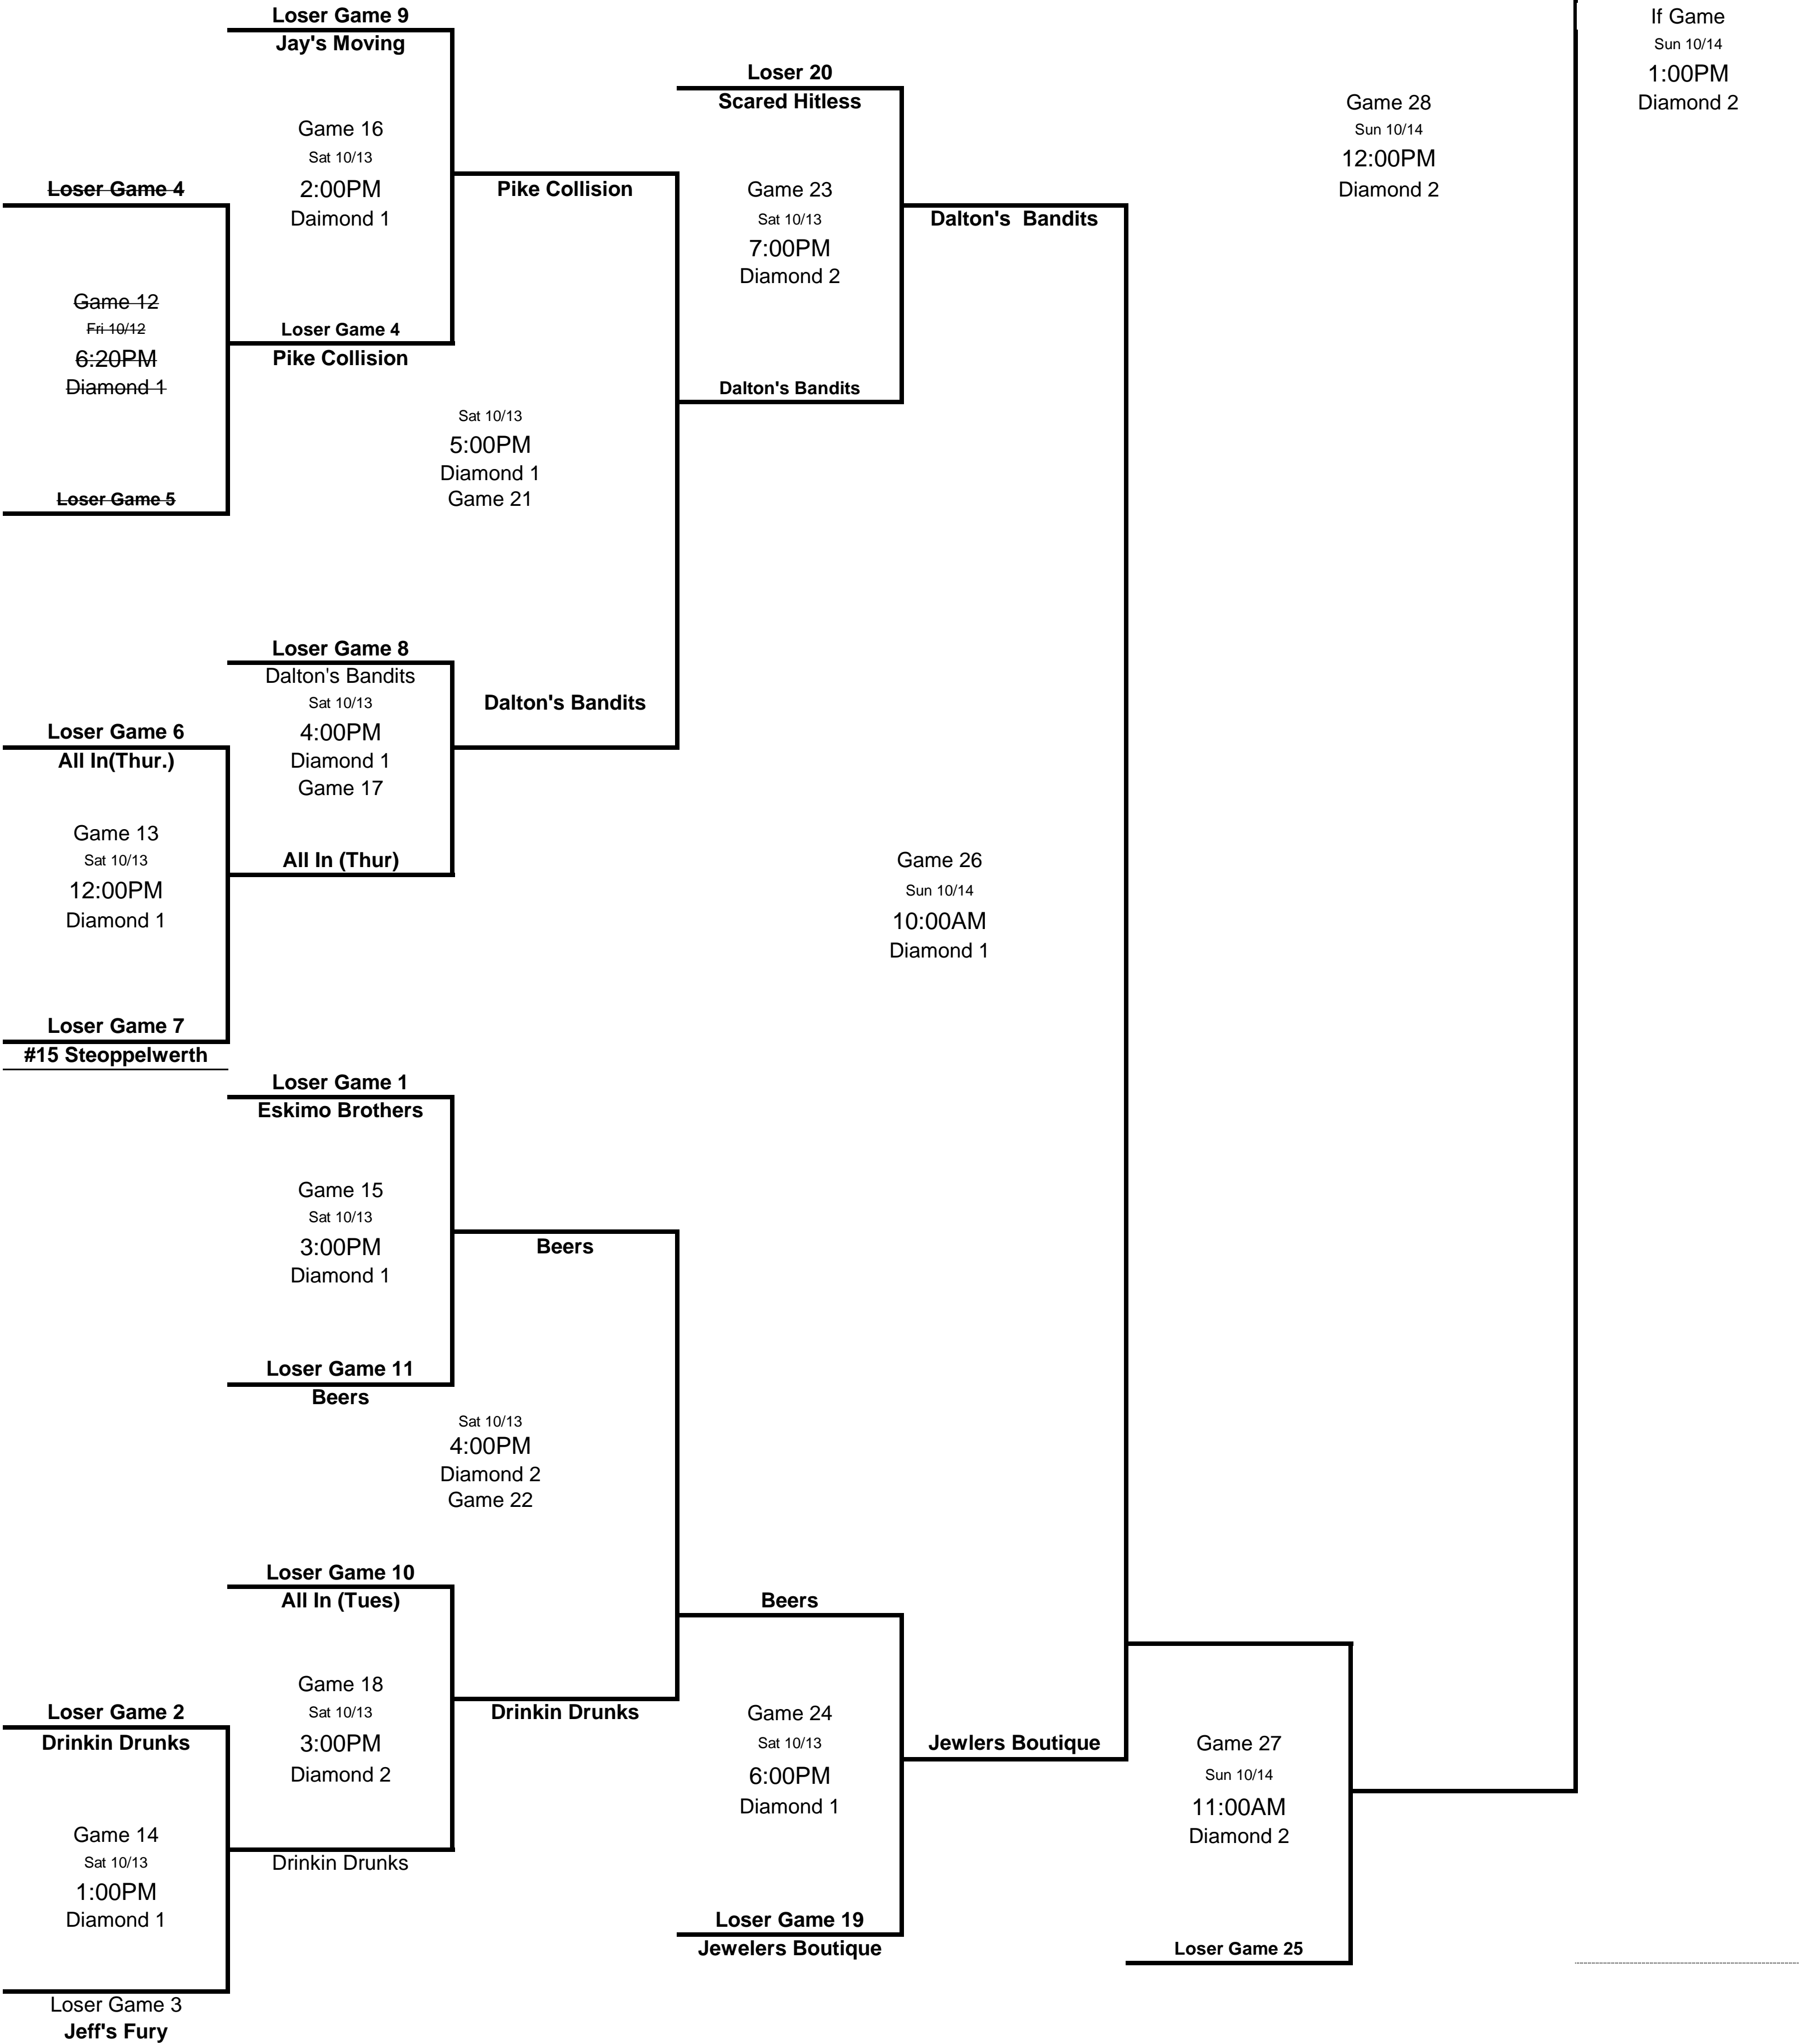 Loser Game 9
Jay's Moving
Game 16
Sat 10/13
2:00PM
Daimond 1
Loser Game 4
Pike Collision
Loser Game 4
Game 12
Fri 10/12
6:20PM
Diamond 1
Loser Game 5
Pike Collision
Sat 10/13
5:00PM
Diamond 1
Game 21
Loser 20
Scared Hitless
Game 23
Sat 10/13
7:00PM
Diamond 2
Dalton's Bandits
Dalton's  Bandits
Game 28
Sun 10/14
12:00PM
Diamond 2
If Game
Sun 10/14
1:00PM
Diamond 2
Loser Game 8
Dalton's Bandits
Sat 10/13
4:00PM
Diamond 1
Game 17
All In (Thur)
Dalton's Bandits
Loser Game 6
All In(Thur.)
Game 13
Sat 10/13
12:00PM
Diamond 1
Loser Game 7
#15 Steoppelwerth
Game 26
Sun 10/14
10:00AM
Diamond 1
Loser Game 1
Eskimo Brothers
Game 15
Sat 10/13
3:00PM
Diamond 1
Loser Game 11
Beers
Beers
Sat 10/13
4:00PM
Diamond 2
Game 22
Loser Game 10
All In (Tues)
Game 18
Sat 10/13
3:00PM
Diamond 2
Drinkin Drunks
Drinkin Drunks
Loser Game 2
Drinkin Drunks
Game 14
Sat 10/13
1:00PM
Diamond 1
Loser Game 3
Jeff's Fury
Beers
Game 24
Sat 10/13
6:00PM
Diamond 1
Loser Game 19
Jewelers Boutique
Jewlers Boutique
Game 27
Sun 10/14
11:00AM
Diamond 2
Loser Game 25